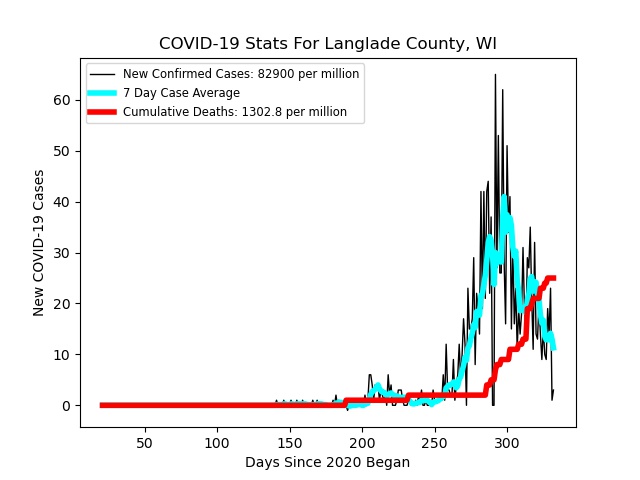 COVID-19 Stats For Langlade County, WI
New Confirmed Cases: 82900 per million
7 Day Case Average
Cumulative Deaths: 1302.8 per million
New COVID-19 Cases
60
50
40
30
20
10
0
50 100 150 200 250 300
Days Since 2020 Began